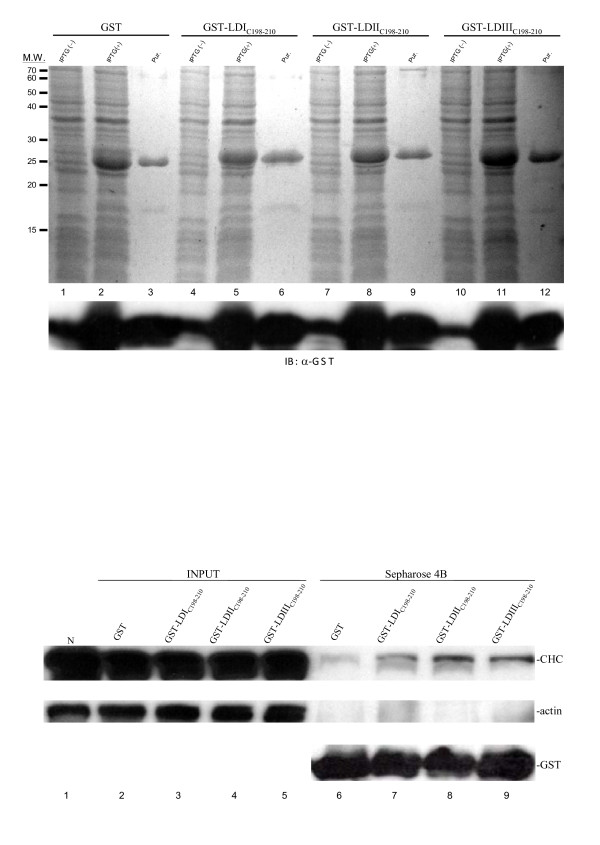 GST GST-LDI C198-210 GST-LDII C198-210 GST-LDIII C198-210
M.W. IPTG (-) IPTG(+) Pur. IPTG (-) IPTG(+) Pur. IPTG (-) IPTG(+) Pur. IPTG (-) IPTG(+) Pur.
70
60
50
40
30
25
20
15
1 2 3 4 5 6 7 8 9 10 11 12
IB: α-GST
INPUT Sepharose 4B
N GST GST-LDI C198-210 GST-LDII C198-210 GST-LDIII C198-210 GST GST-LDI C198-210 GST-LDII C198-210 GST-LDIII C198-210
-CHC
-actin
-GST
1 2 3 4 5 6 7 8 9